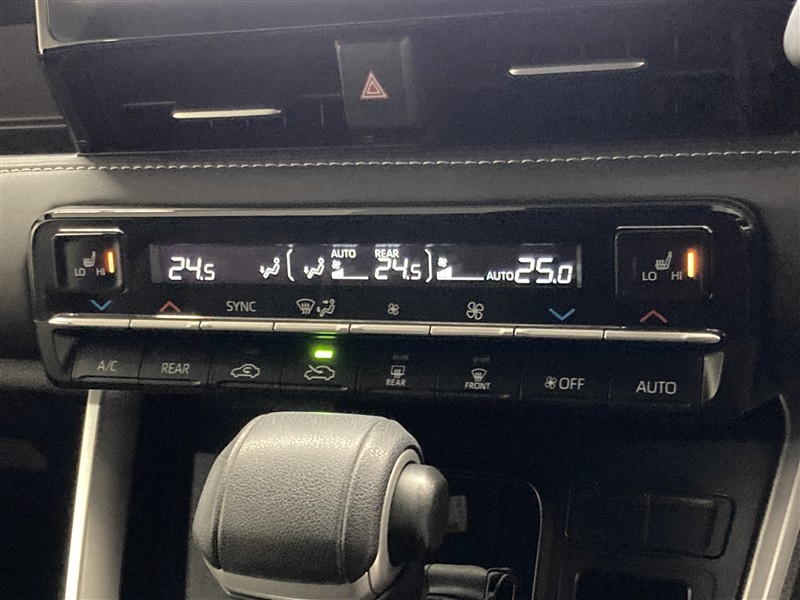 AUTO REAR
LO HI 24.5 24.5 AUTO 25.0 LO HI
SYNC
A/C REAR REAR FRONT OFF AUTO